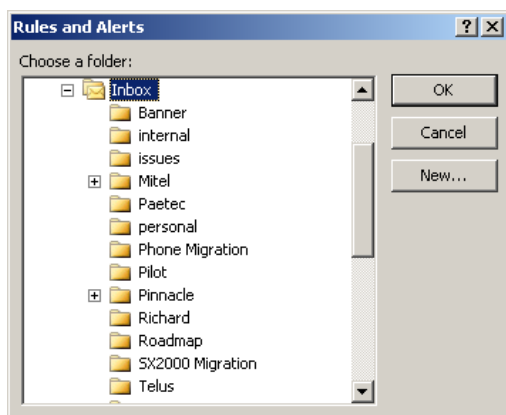 Rules and Alerts
Choose a folder:
Inbox
Banner
internal
issues
Mitel
Paetec
personal
Phone Migration
Pilot
Pinnacle
Richard
Roadmap
SX2000 Migration
Telus
OK
Cancel
New...